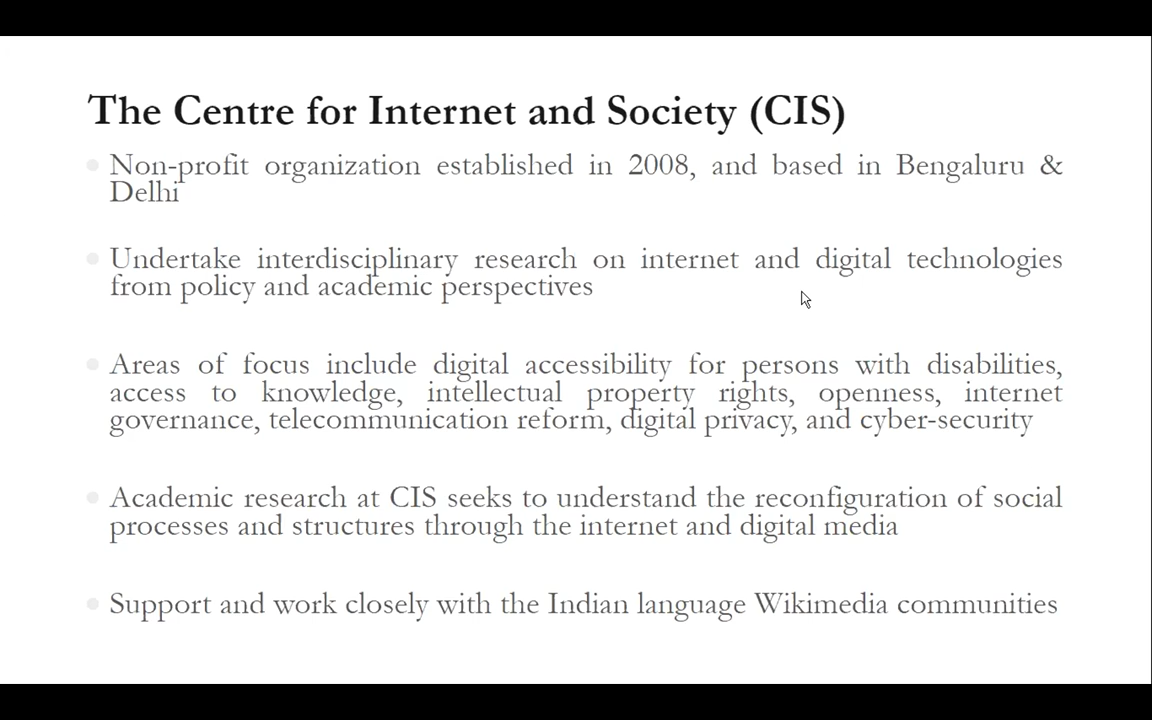 The Centre for Internet and Society (CIS)
Non-profit organization established in 2008, and based in Bengaluru &
Delhi
Undertake interdisciplinary research on internet and digital technologies
from policy and academic perspectives
Areas of focus include digital accessibility for persons with disabilities,
access to knowledge, intellectual property rights, openness, internet
governance, telecommunication reform, digital privacy, and cyber-security
Academic research at CIS seeks to understand the reconfiguration of social
processes and structures through the internet and digital media
Support and work closely with the Indian language Wikimedia communities